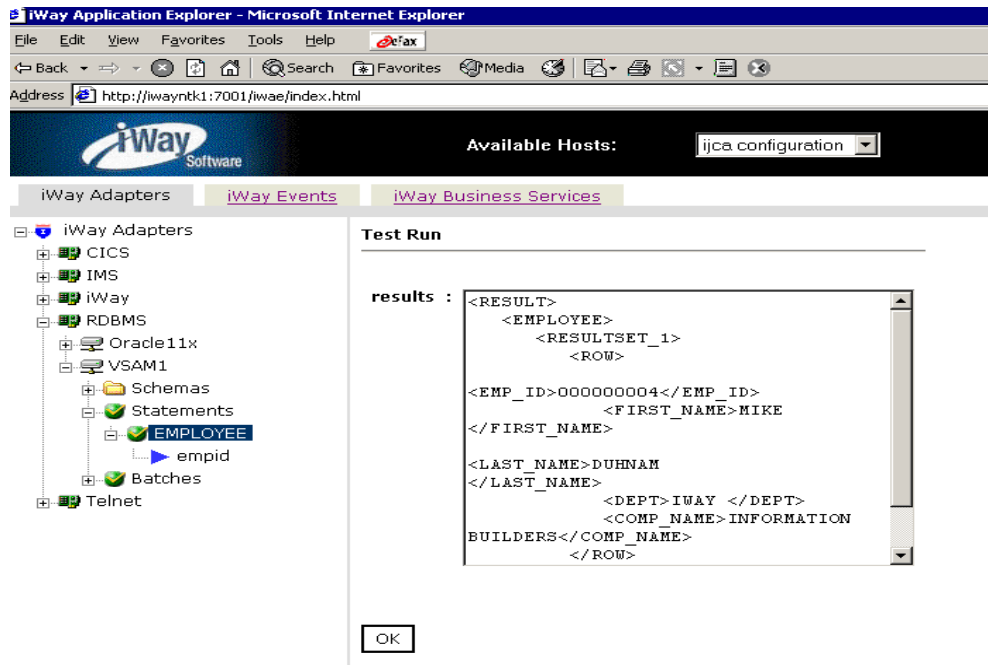 iWay Application Explorer - Microsoft Internet Explorer
File Edit View Favorites Tools Help eFax
Back Search Favorites Media
Address http://iwayntk1:7001/iwae/index.html
iWay Software
Available Hosts: ijca configuration
iWay Adapters iWay Events iWay Business Services
iWay Adapters
CICS
IMS
iWay
RDBMS
Oracle11x
VSAM1
Schemas
Statements
EMPLOYEE
empid
Batches
Telnet
Test Run
results :
<RESULT>
<EMPLOYEE>
<RESULTSET_1>
<ROW>
<EMP_ID>000000004</EMP_ID>
<FIRST_NAME>MIKE
</FIRST_NAME>
<LAST_NAME>DUHNAM
</LAST_NAME>
<DEPT>IWAY </DEPT>
<COMP_NAME>INFORMATION
BUILDERS</COMP_NAME>
</ROW>
OK